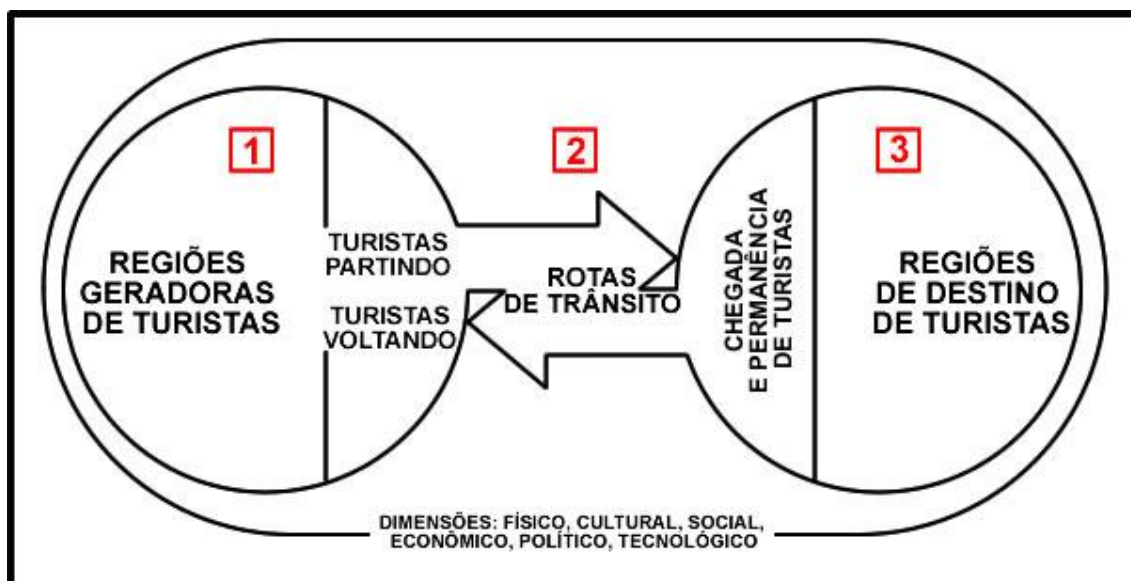 1
2
3
REGIÕES
GERADORAS
DE TURISTAS
TURISTAS
PARTINDO
TURISTAS
VOLTANDO
ROTAS
DE TRÂNSITO
CHEGADA
E PERMANÊNCIA
DE TURISTAS
REGIÕES
DE DESTINO
DE TURISTAS
DIMENSÕES: FÍSICO, CULTURAL, SOCIAL,
ECONÔMICO, POLÍTICO, TECNOLÓGICO